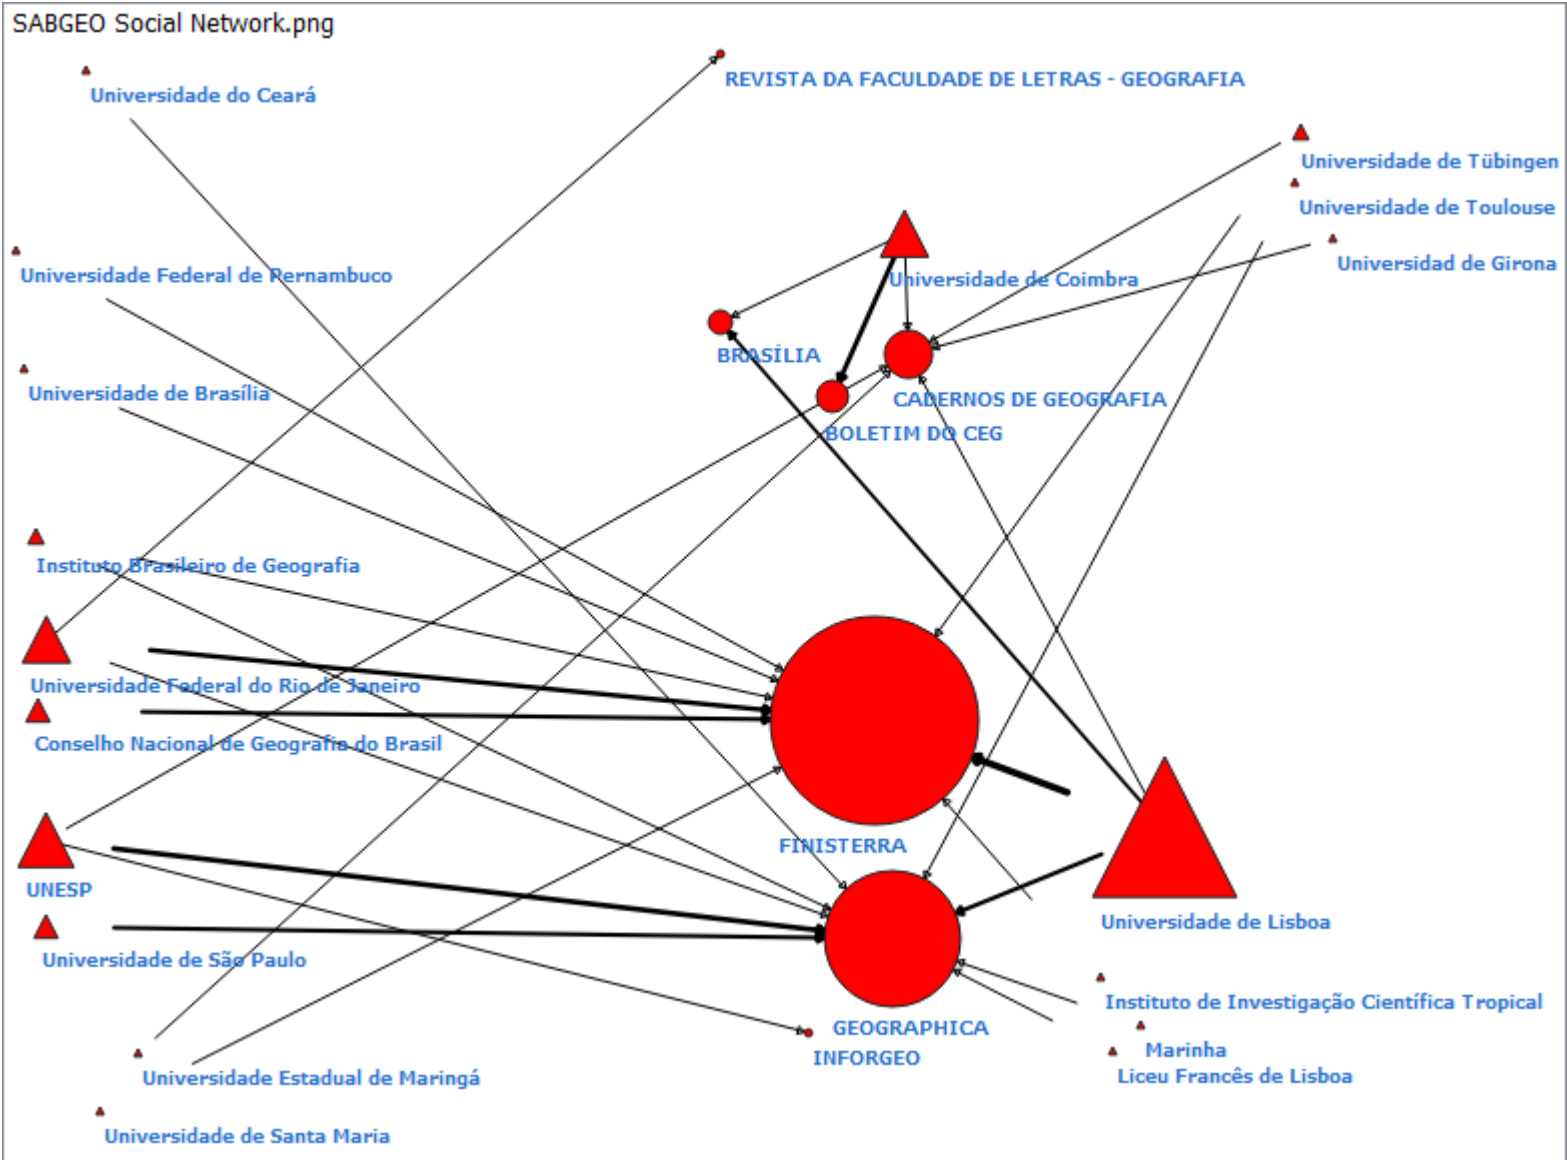 SABGEO Social Network.png
REVISTA DA FACULDADE DE LETRAS - GEOGRAFIA
Universidade do Ceará
Universidade de Tübingen
Universidade de Toulouse
Universidad de Girona
Universidade Federal de Pernambuco
Universidade de Coimbra
BRASÍLIA
Universidade de Brasília
CADERNOS DE GEOGRAFIA
BOLETIM DO CEG
Instituto Brasileiro de Geografia
Universidade Federal do Rio de Janeiro
Conselho Nacional de Geografia do Brasil
FINISTERRA
UNESP
Universidade de Lisboa
Universidade de São Paulo
Instituto de Investigação Científica Tropical
GEOGRAPHICA
Marinha
INFORGEO
Liceu Francês de Lisboa
Universidade Estadual de Maringá
Universidade de Santa Maria